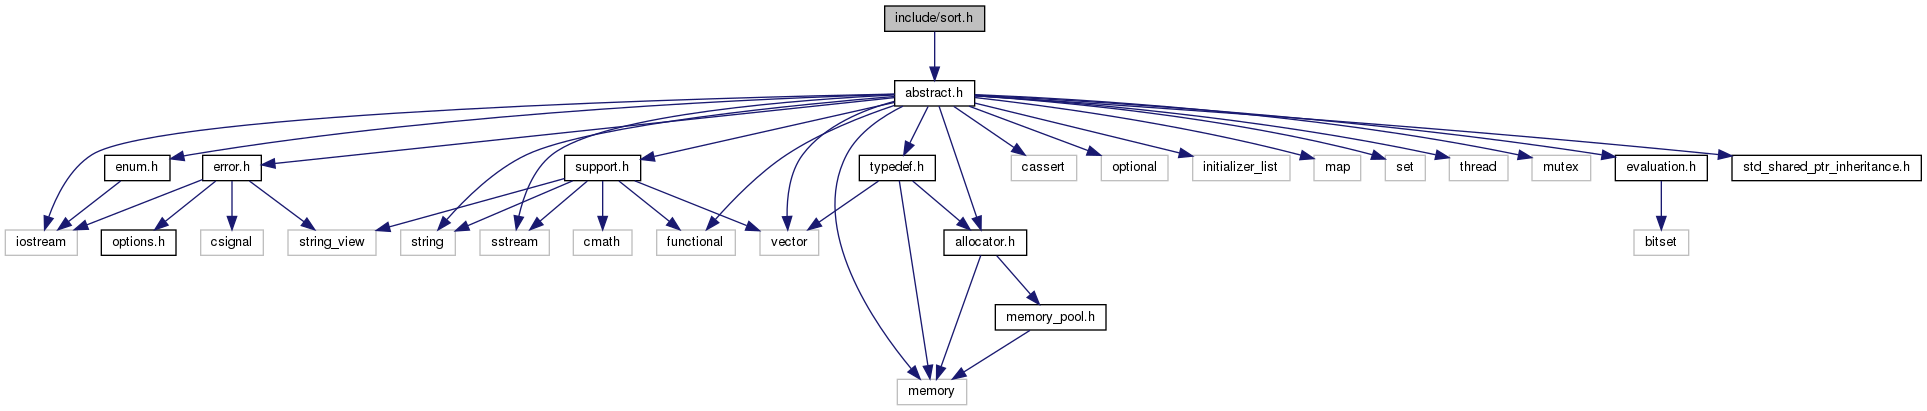 include/sort.h
abstract.h
enum.h
error.h
support.h
typedef.h
cassert
optional
initializer_list
map
set
thread
mutex
evaluation.h
std_shared_ptr_inheritance.h
iostream
options.h
csignal
string_view
string
sstream
cmath
functional
vector
allocator.h
bitset
memory_pool.h
memory